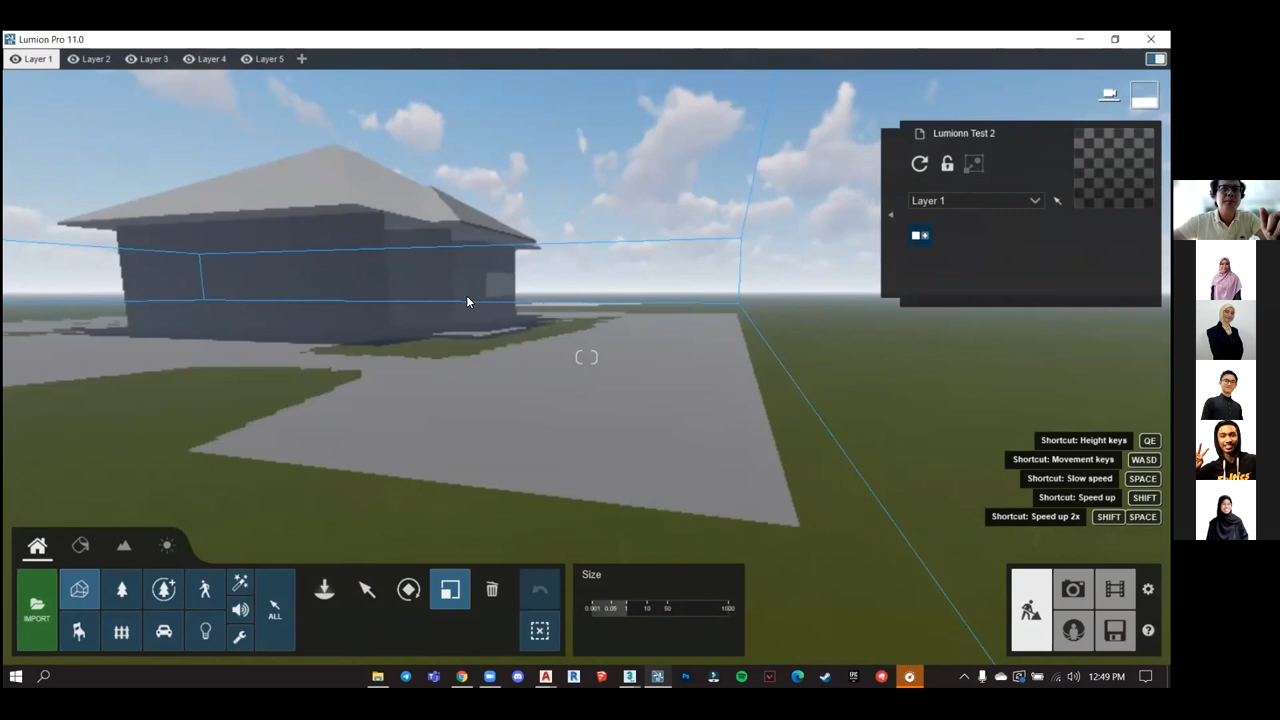 Lumion Pro 11.0
Layer 1
Layer 2
Layer 3
Layer 4
Layer 5
Lumionn Test 2
Layer 1
Shortcut: Height keys QE
Shortcut: Movement keys WASD
Shortcut: Slow speed SPACE
Shortcut: Speed up SHIFT
Shortcut: Speed up 2x SHIFT SPACE
IMPORT
ALL
Size
0.001 0.05 1 10 50 1000
12:49 PM